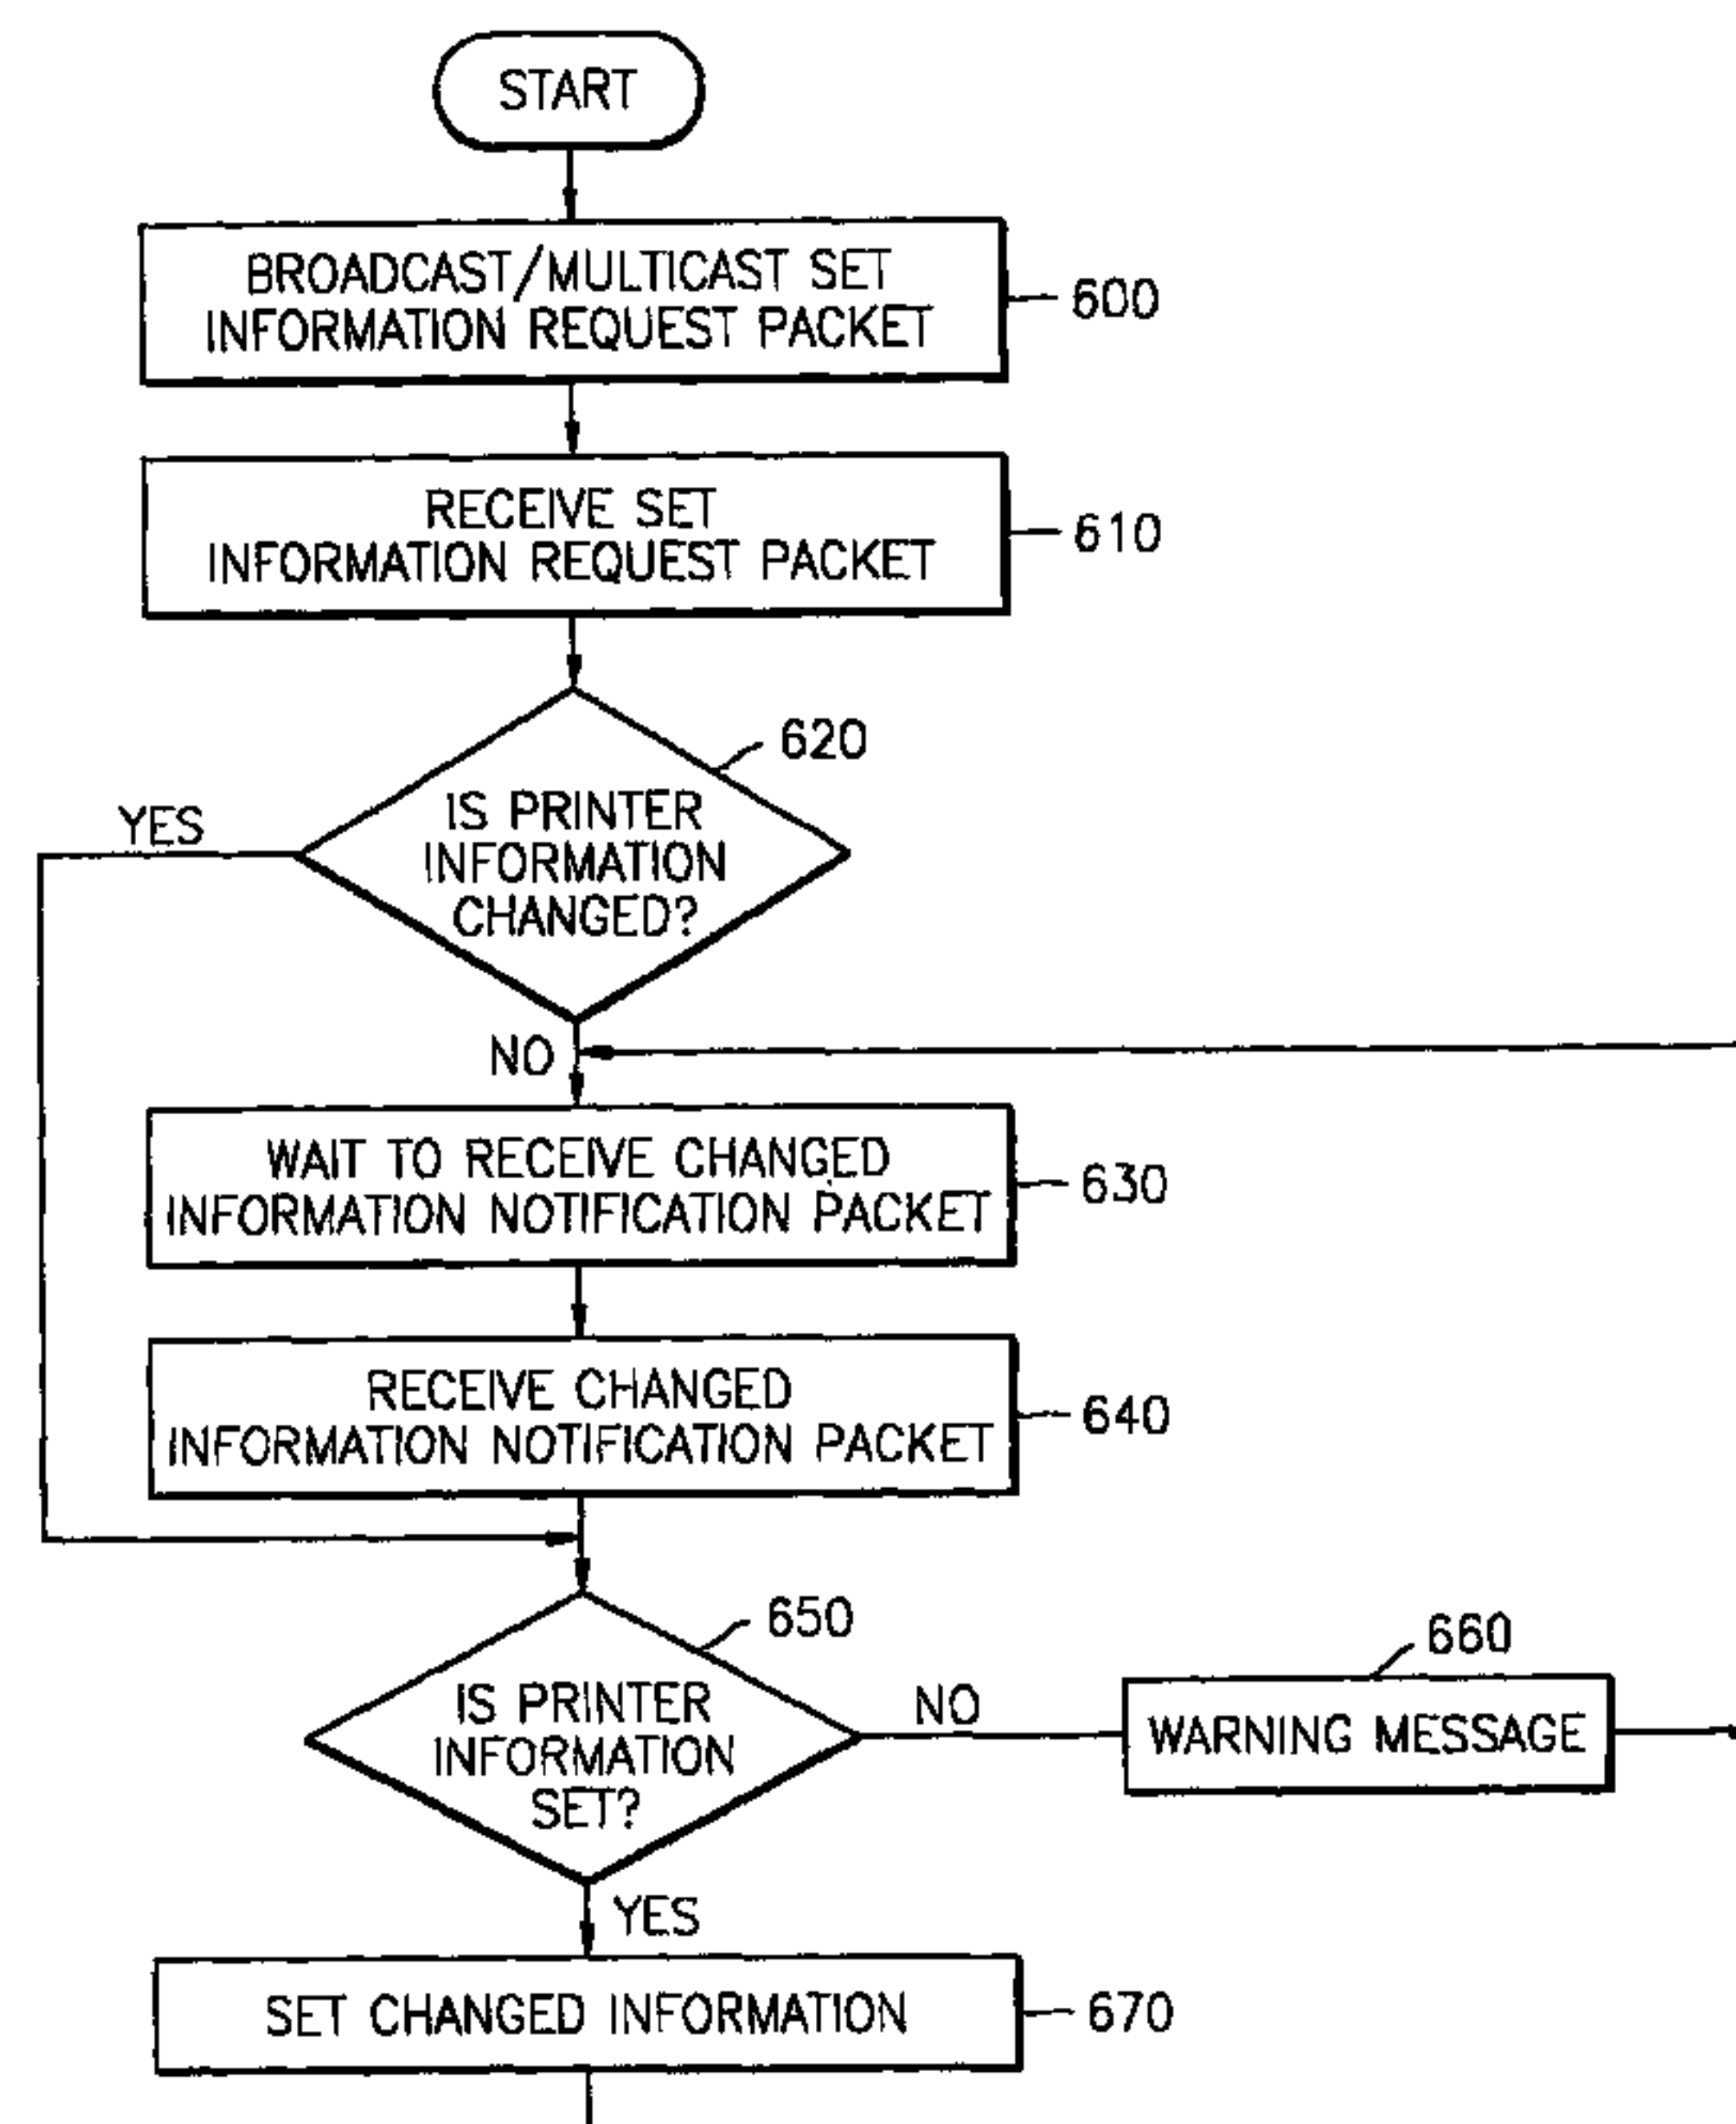 START
BROADCAST/MULTICAST SET
INFORMATION REQUEST PACKET
600
RECEIVE SET
INFORMATION REQUEST PACKET
610
620
IS PRINTER
INFORMATION
CHANGED?
YES
NO
WAIT TO RECEIVE CHANGED
INFORMATION NOTIFICATION PACKET
630
RECEIVE CHANGED
INFORMATION NOTIFICATION PACKET
640
650
IS PRINTER
INFORMATION
SET?
NO
660
WARNING MESSAGE
YES
SET CHANGED INFORMATION
670